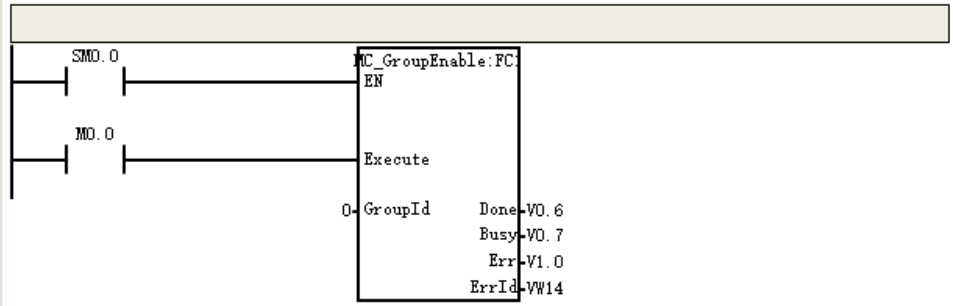 SM0.0
MC_GroupEnable:FC
EN
M0.0
Execute
0 GroupId Done V0.6
Busy V0.7
Err V1.0
ErrId VW14